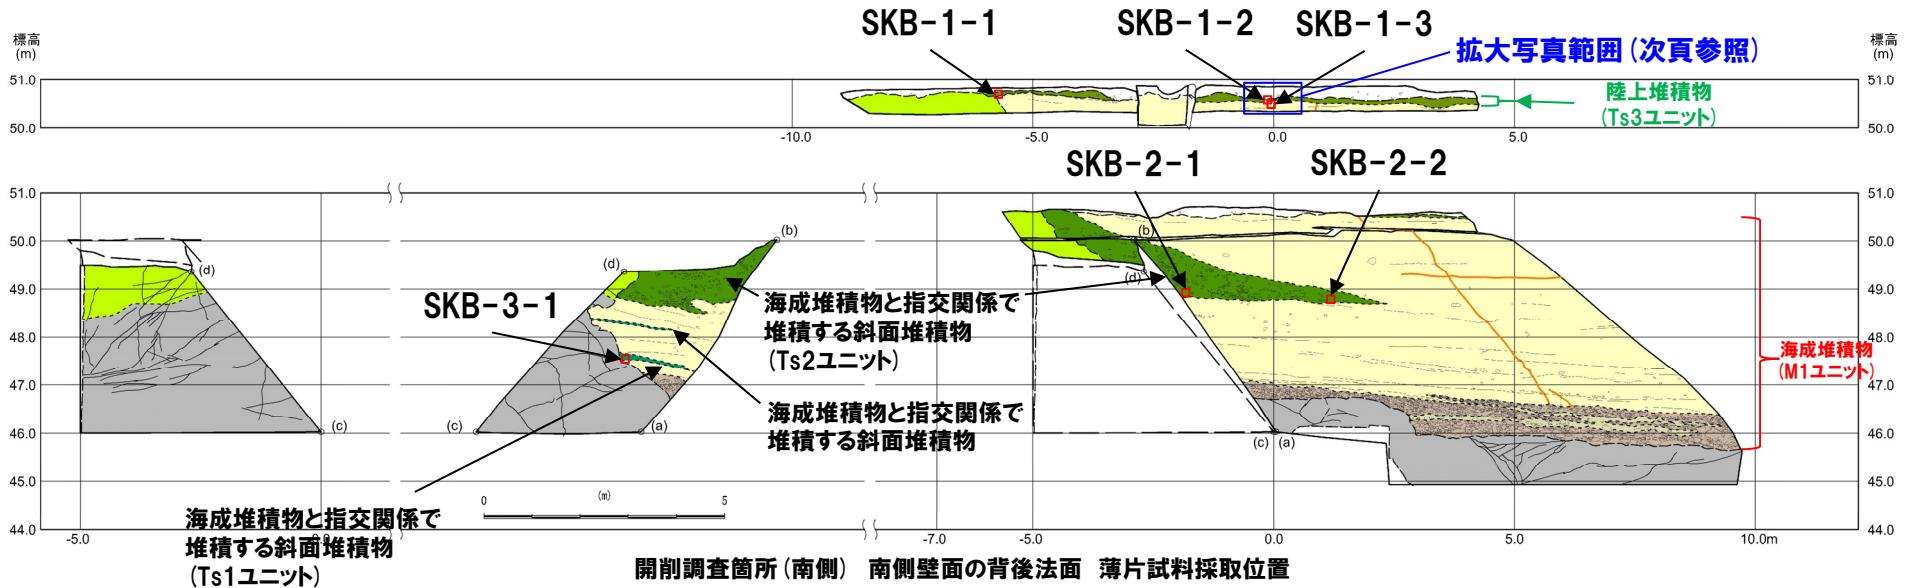 SKB-1-1
SKB-1-2
SKB-1-3
拡大写真範囲(次頁参照)
標高
(m)
標高
(m)
51.0
51.0
50.0
50.0
-10.0
-5.0
0.0
5.0
陸上堆積物
(Ts3ユニット)
SKB-2-1
SKB-2-2
51.0
51.0
50.0
50.0
49.0
49.0
48.0
48.0
47.0
47.0
46.0
46.0
45.0
45.0
44.0
44.0
(d)
(c)
(b)
(d)
SKB-3-1
(c)
(a)
海成堆積物と指交関係で
堆積する斜面堆積物
(Ts2ユニット)
海成堆積物と指交関係で
堆積する斜面堆積物
(b)
(d)
(c)
(a)
海成堆積物
(M1ユニット)
0
(m)
5
海成堆積物と指交関係で
堆積する斜面堆積物
(Ts1ユニット)
-5.0
0.0
-7.0
-5.0
0.0
5.0
10.0m
開削調査箇所(南側) 南側壁面の背後法面 薄片試料採取位置